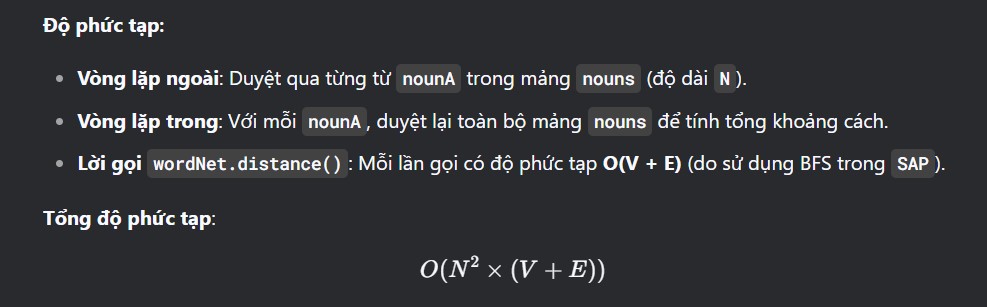 Độ phức tạp:
• Vòng lặp ngoài: Duyệt qua từng từ nounA trong mảng nouns (độ dài N).
• Vòng lặp trong: Với mỗi nounA, duyệt lại toàn bộ mảng nouns để tính tổng khoảng cách.
• Lời gọi wordNet.distance(): Mỗi lần gọi có độ phức tạp O(V + E) (do sử dụng BFS trong SAP).
Tổng độ phức tạp:
O(N² × (V + E))